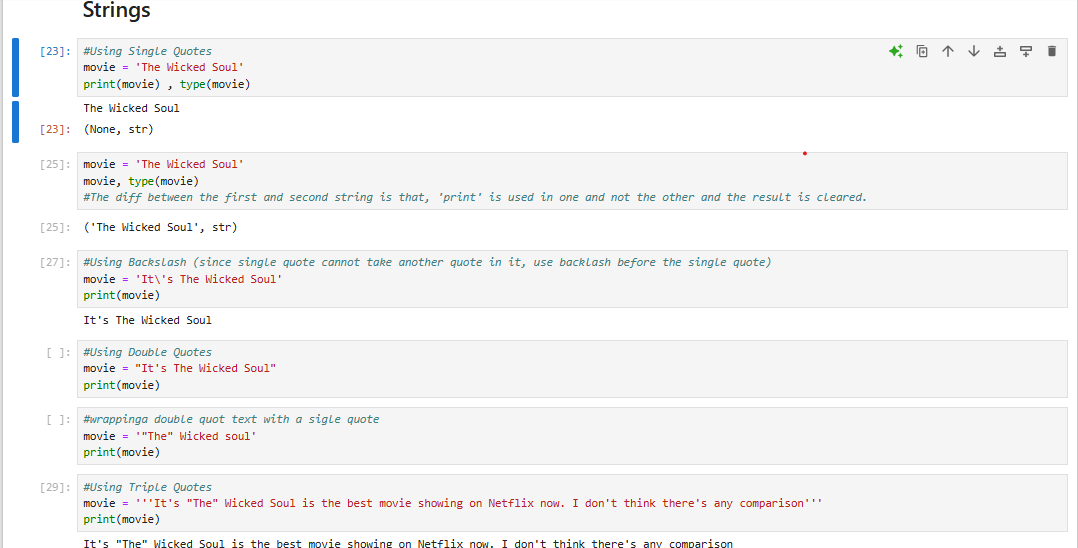 Strings
[23]: #Using Single Quotes
movie = 'The Wicked Soul'
print(movie) , type(movie)
The Wicked Soul
[23]: (None, str)
[25]: movie = 'The Wicked Soul'
movie, type(movie)
#The diff between the first and second string is that, 'print' is used in one and not the other and the result is cleared.
[25]: ('The Wicked Soul', str)
[27]: #Using Backslash (since single quote cannot take another quote in it, use backlash before the single quote)
movie = 'It\'s The Wicked Soul'
print(movie)
It's The Wicked Soul
[ ]: #Using Double Quotes
movie = "It's The Wicked Soul"
print(movie)
[ ]: #wrappinga double quot text with a sigle quote
movie = '"The" Wicked soul'
print(movie)
[29]: #Using Triple Quotes
movie = '''It's "The" Wicked Soul is the best movie showing on Netflix now. I don't think there's any comparison'''
print(movie)
It's "The" Wicked Soul is the best movie showing on Netflix now. I don't think there's any comparison